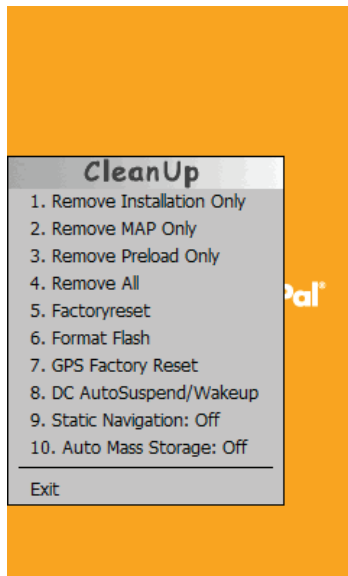 CleanUp
1. Remove Installation Only
2. Remove MAP Only
3. Remove Preload Only
4. Remove All
Pal®
5. Factoryreset
6. Format Flash
7. GPS Factory Reset
8. DC AutoSuspend/Wakeup
9. Static Navigation: Off
10. Auto Mass Storage: Off
Exit